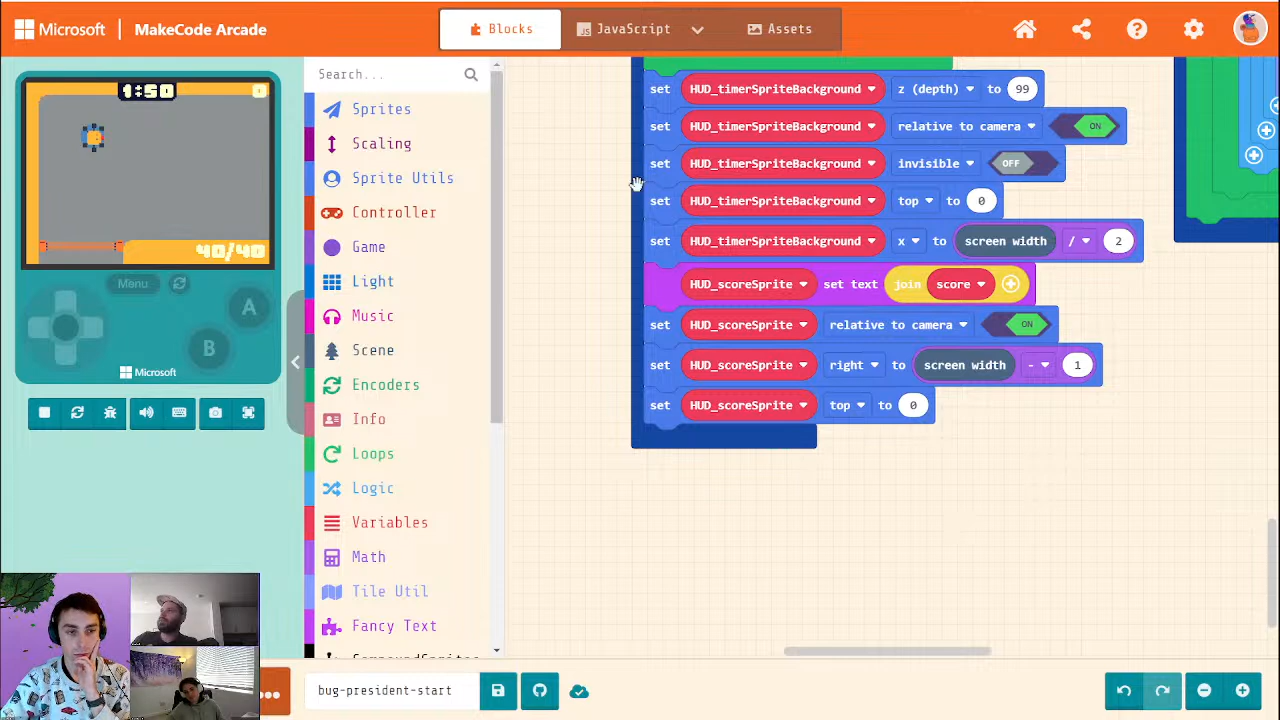 Microsoft | MakeCode Arcade
Blocks
JavaScript
Assets
1:50
40/40
Menu
A
B
Microsoft
Search...
Sprites
Scaling
Sprite Utils
Controller
Game
Light
Music
Scene
Encoders
Info
Loops
Logic
Variables
Math
Tile Util
Fancy Text
CompoundSprites
set HUD_timerSpriteBackground z (depth) to 99
set HUD_timerSpriteBackground relative to camera ON
set HUD_timerSpriteBackground invisible OFF
set HUD_timerSpriteBackground top to 0
set HUD_timerSpriteBackground x to screen width / 2
HUD_scoreSprite set text join score
set HUD_scoreSprite relative to camera ON
set HUD_scoreSprite right to screen width - 1
set HUD_scoreSprite top to 0
bug-president-start